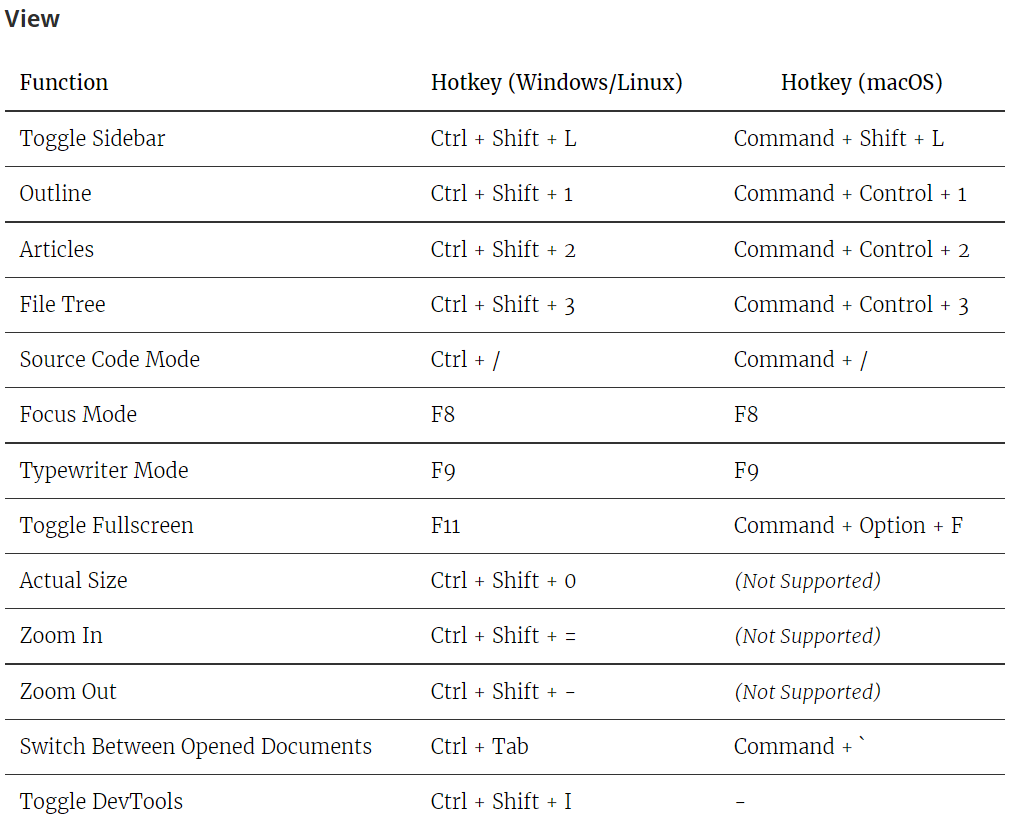 View
Function Hotkey (Windows/Linux) Hotkey (macOS)
Toggle Sidebar Ctrl + Shift + L Command + Shift + L
Outline Ctrl + Shift + 1 Command + Control + 1
Articles Ctrl + Shift + 2 Command + Control + 2
File Tree Ctrl + Shift + 3 Command + Control + 3
Source Code Mode Ctrl + / Command + /
Focus Mode F8 F8
Typewriter Mode F9 F9
Toggle Fullscreen F11 Command + Option + F
Actual Size Ctrl + Shift + 0 (Not Supported)
Zoom In Ctrl + Shift + = (Not Supported)
Zoom Out Ctrl + Shift + - (Not Supported)
Switch Between Opened Documents Ctrl + Tab Command + `
Toggle DevTools Ctrl + Shift + I -